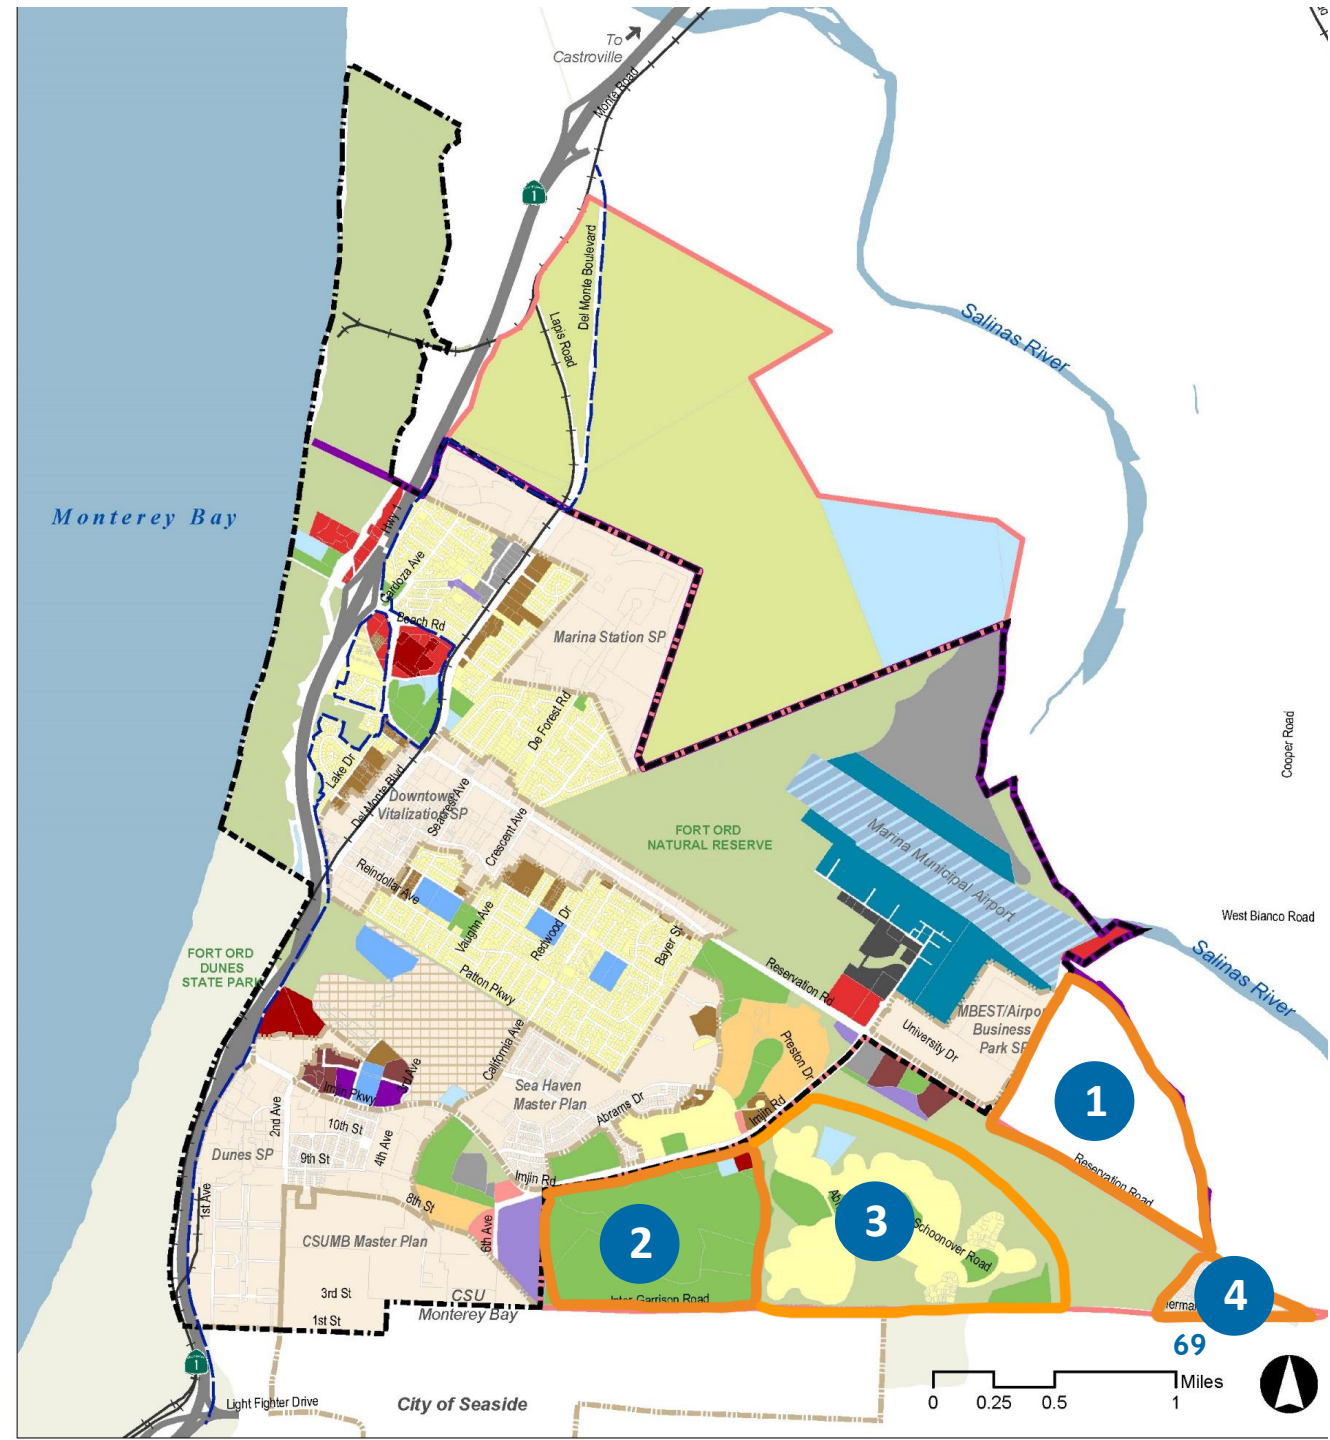 To
Castroville
Monte Road
1
Del Monte Boulevard
Lapis Road
Salinas River
Monterey Bay
Hwy 1
Cardoza Ave
Beach Rd
Marina Station SP
De Forest Rd
Cooper Road
Lake Dr
Del Monte Blvd
Downtown
Vitalization SP
Seacrest Ave
Crescent Ave
FORT ORD
NATURAL RESERVE
Marina Municipal Airport
Reindollar Ave
Vaughn Ave
Redwood Dr
Bayer St
West Bianco Road
Salinas River
FORT ORD
DUNES
STATE PARK
Patton Pkwy
Reservation Rd
MBEST/Airpor
Business
Park SP
University Dr
California Ave
Preston Dr
3rd Ave
Imjin Pkwy
Sea Haven
Master Plan
Abrams Dr
Imjin Rd
1
2nd Ave
10th St
4th Ave
9th St
Dunes SP
Imjin Rd
Reservation Road
8th St
1st Ave
6th Ave
CSUMB Master Plan
2
3
Schoonover Road
4
3rd St
1st St
CSU
Monterey Bay
Inter-Garrison Road
69
1
Light Fighter Drive
City of Seaside
Miles
0 0.25 0.5 1